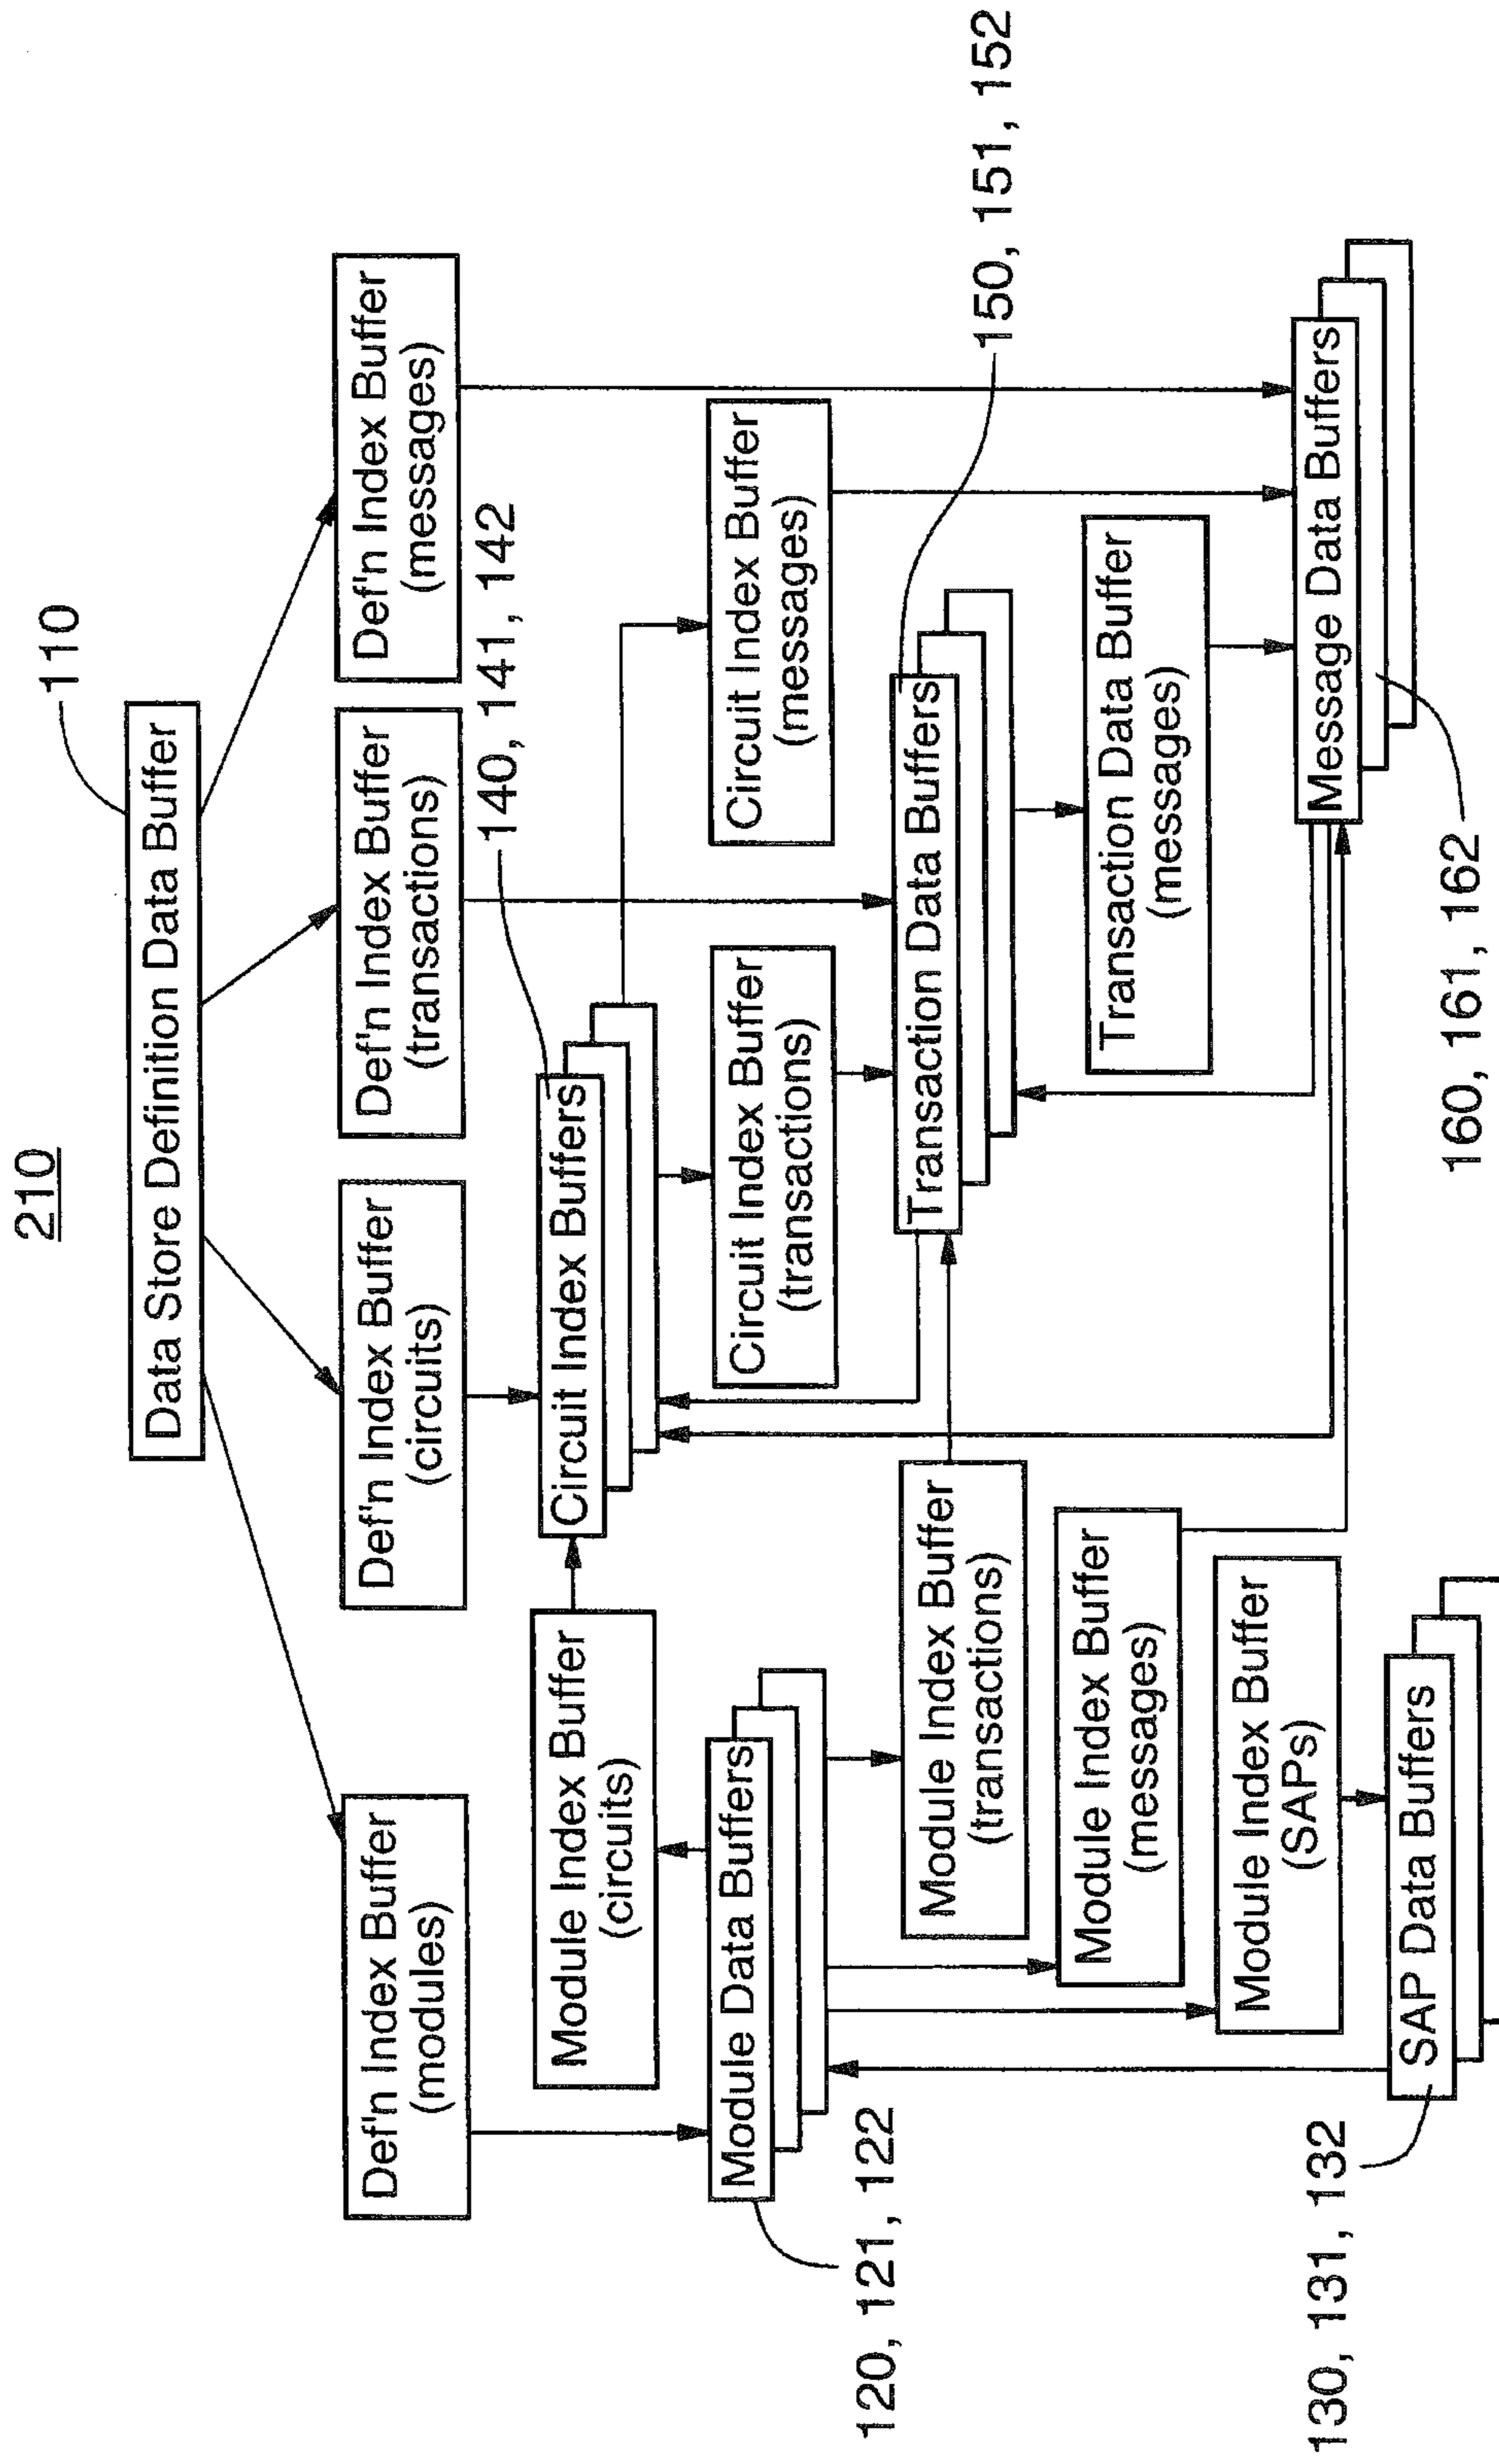 210
110
Data Store Definition Data Buffer
Def'n Index Buffer
(modules)
Def'n Index Buffer
(circuits)
Def'n Index Buffer
(transactions)
Def'n Index Buffer
(messages)
140, 141, 142
Module Index Buffer
(circuits)
Circuit Index Buffers
Module Data Buffers
120, 121, 122
Circuit Index Buffer
(transactions)
Circuit Index Buffer
(messages)
Module Index Buffer
(transactions)
Transaction Data Buffers
150, 151, 152
Module Index Buffer
(messages)
Transaction Data Buffer
(messages)
Module Index Buffer
(SAPs)
Message Data Buffers
130, 131, 132
SAP Data Buffers
160, 161, 162